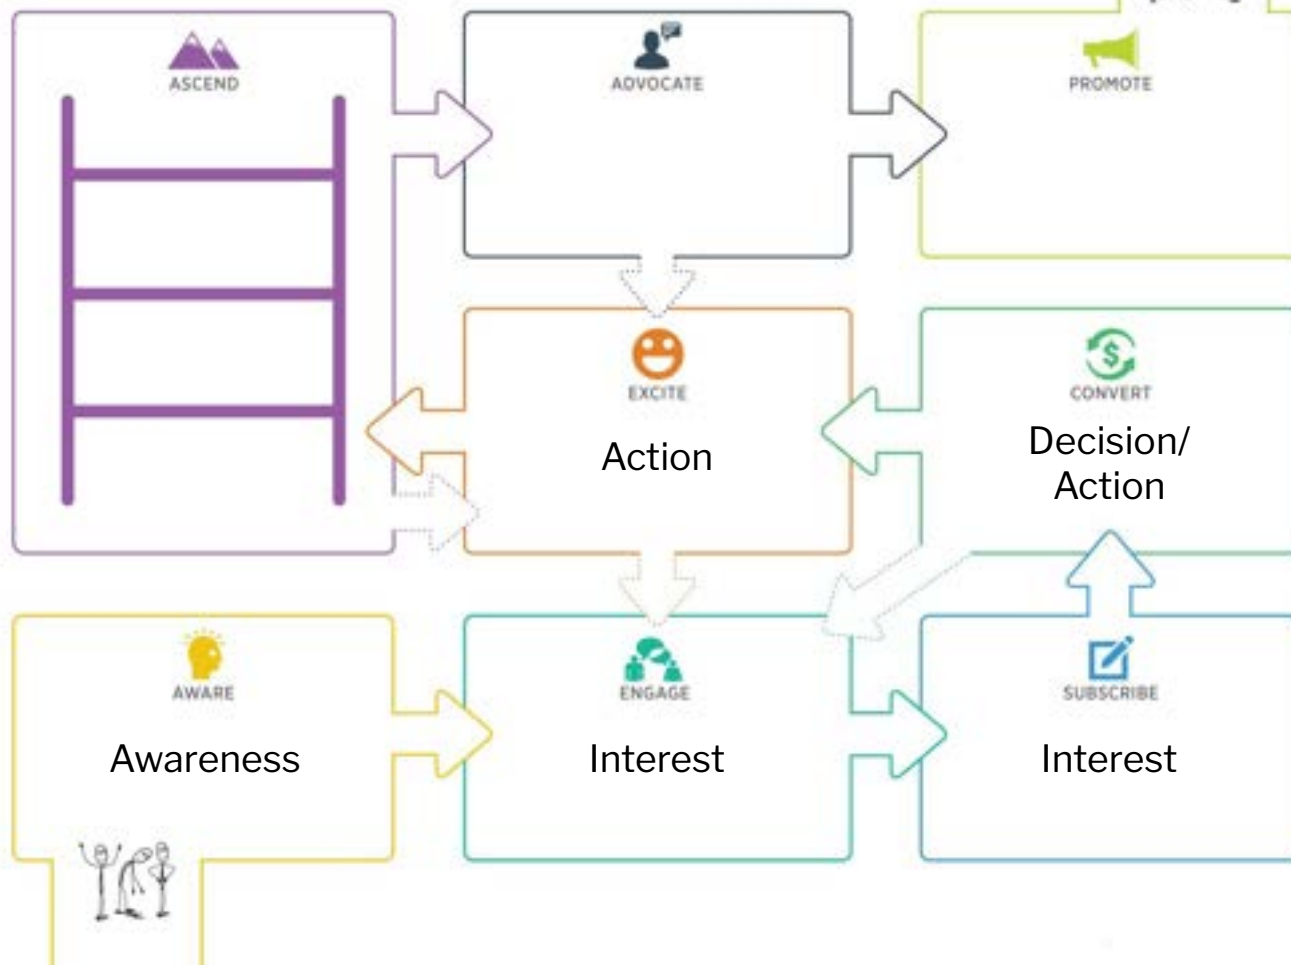 ASCEND
ADVOCATE
PROMOTE
EXCITE
Action
CONVERT
Decision/
Action
AWARE
Awareness
ENGAGE
Interest
SUBSCRIBE
Interest